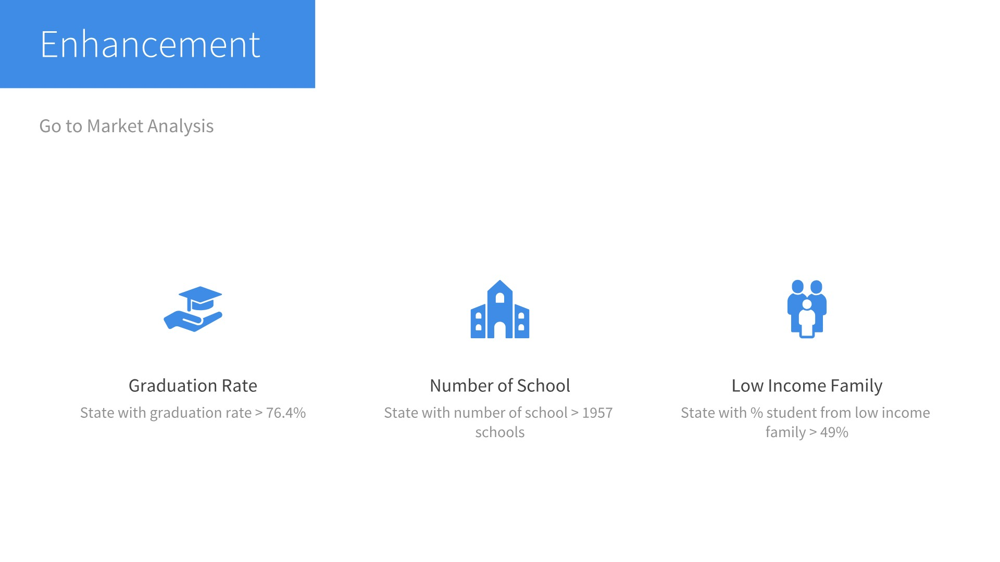 Enhancement
Go to Market Analysis
Graduation Rate
State with graduation rate > 76.4%
Number of School
State with number of school > 1957
schools
Low Income Family
State with % student from low income
family > 49%